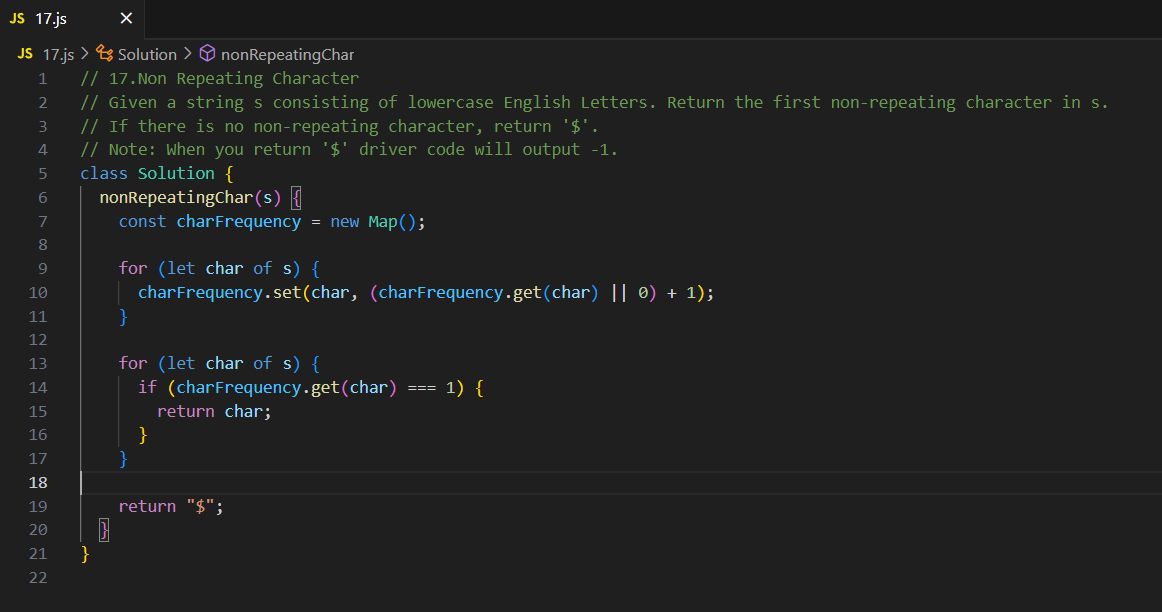 JS 17.js ×
JS 17.js > Solution > nonRepeatingChar
1 // 17.Non Repeating Character
2 // Given a string s consisting of lowercase English Letters. Return the first non-repeating character in s.
3 // If there is no non-repeating character, return '$'.
4 // Note: When you return '$' driver code will output -1.
5 class Solution {
6   nonRepeatingChar(s) {
7     const charFrequency = new Map();
8
9     for (let char of s) {
10       charFrequency.set(char, (charFrequency.get(char) || 0) + 1);
11     }
12
13     for (let char of s) {
14       if (charFrequency.get(char) === 1) {
15         return char;
16       }
17     }
18
19     return "$";
20   }
21 }
22